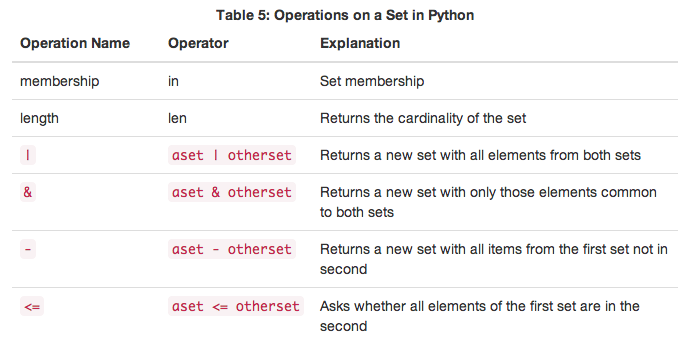 Table 5: Operations on a Set in Python
Operation Name Operator Explanation
membership in Set membership
length len Returns the cardinality of the set
| aset | otherset Returns a new set with all elements from both sets
& aset & otherset Returns a new set with only those elements common
to both sets
- aset - otherset Returns a new set with all items from the first set not in
second
<= aset <= otherset Asks whether all elements of the first set are in the
second